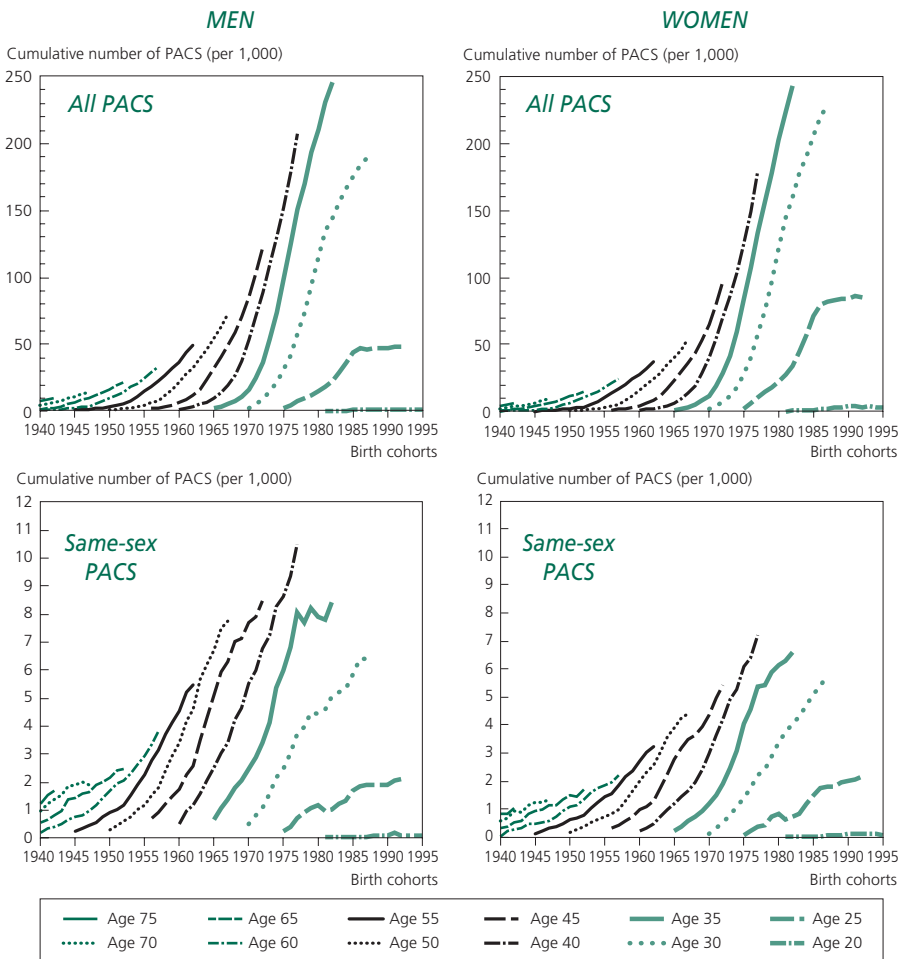 MEN
Cumulative number of PACS (per 1,000)
All PACS
250
200
150
100
50
0
1940 1945 1950 1955 1960 1965 1970 1975 1980 1985 1990 1995
Birth cohorts
WOMEN
Cumulative number of PACS (per 1,000)
All PACS
250
200
150
100
50
0
1940 1945 1950 1955 1960 1965 1970 1975 1980 1985 1990 1995
Birth cohorts
Cumulative number of PACS (per 1,000)
Same-sex
PACS
12
11
10
9
8
7
6
5
4
3
2
1
0
1940 1945 1950 1955 1960 1965 1970 1975 1980 1985 1990 1995
Birth cohorts
Cumulative number of PACS (per 1,000)
Same-sex
PACS
12
11
10
9
8
7
6
5
4
3
2
1
0
1940 1945 1950 1955 1960 1965 1970 1975 1980 1985 1990 1995
Birth cohorts
Age 75 Age 65 Age 55 Age 45 Age 35 Age 25
Age 70 Age 60 Age 50 Age 40 Age 30 Age 20